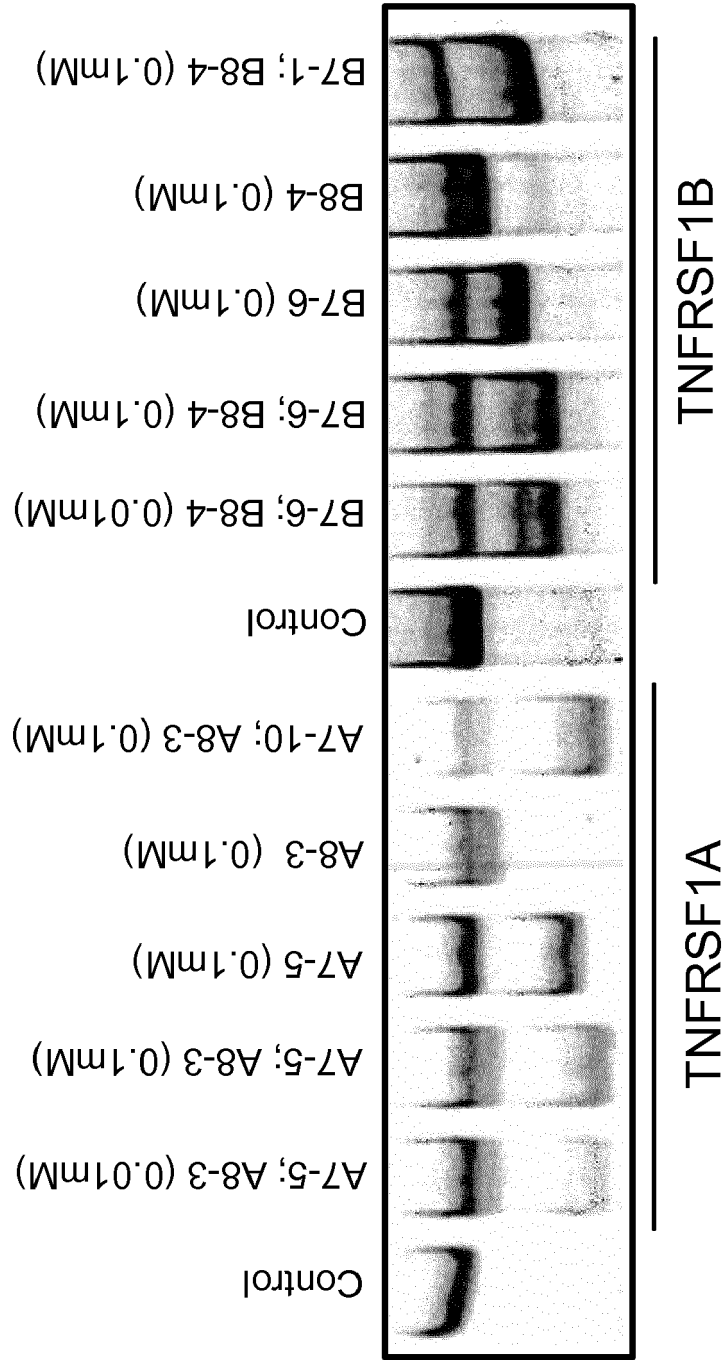 B7-1; B8-4 (0.1mM)
B8-4 (0.1mM)
B7-6 (0.1mM)
B7-6; B8-4 (0.1mM)
B7-6; B8-4 (0.01mM)
Control
A7-10; A8-3 (0.1mM)
A8-3 (0.1mM)
A7-5 (0.1mM)
A7-5; A8-3 (0.1mM)
A7-5; A8-3 (0.01mM)
Control
TNFRSF1B
TNFRSF1A